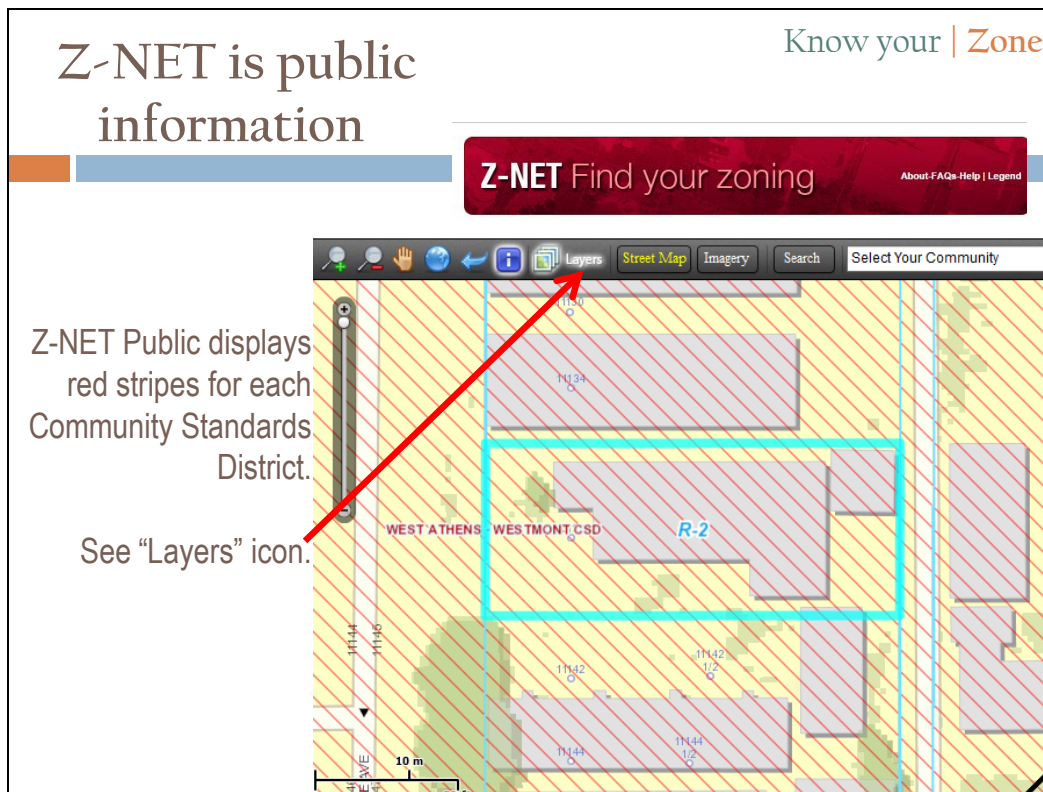 Z-NET is public
information
Know your | Zone
Z-NET Find your zoning
About-FAQs-Help | Legend
Layers
Street Map
Imagery
Search
Select Your Community
Z-NET Public displays
red stripes for each
Community Standards
District.
See “Layers” icon.
11130
11134
WEST ATHENS - WESTMONT CSD
R-2
11144
11145
11142
11142
1/2
11144
11144
1/2
10 m
AVE